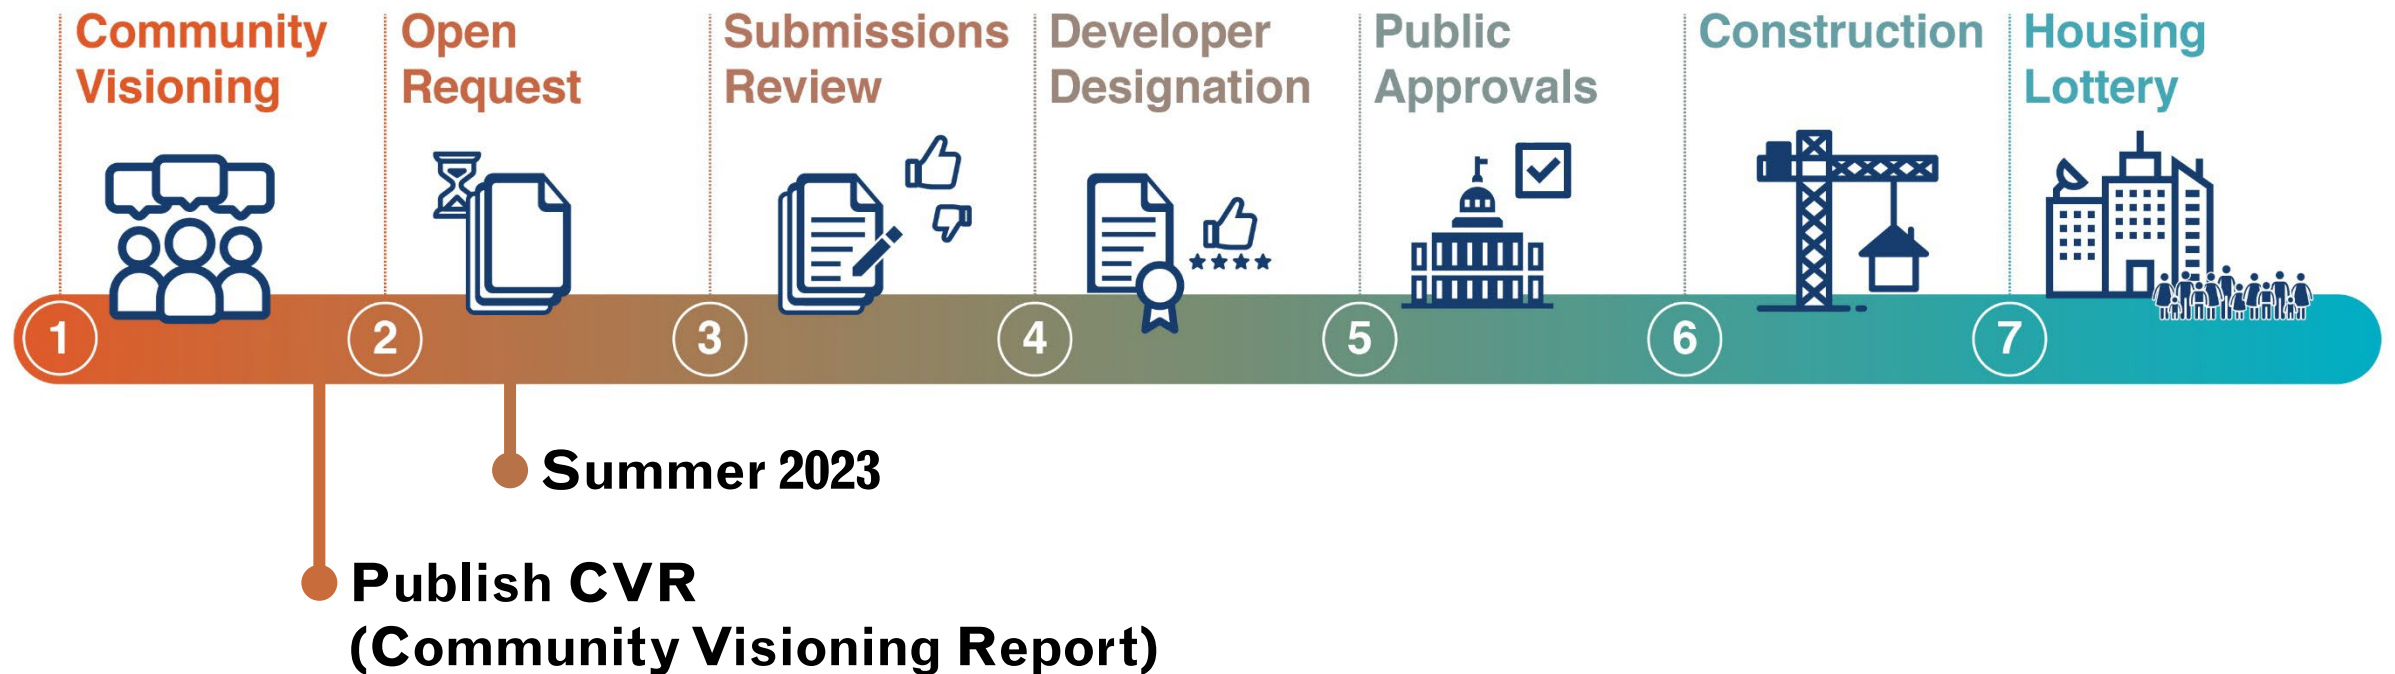 Community
Visioning
Open
Request
Submissions
Review
Developer
Designation
Public
Approvals
Construction
Housing
Lottery
1
2
3
4
5
6
7
Summer 2023
Publish CVR
(Community Visioning Report)